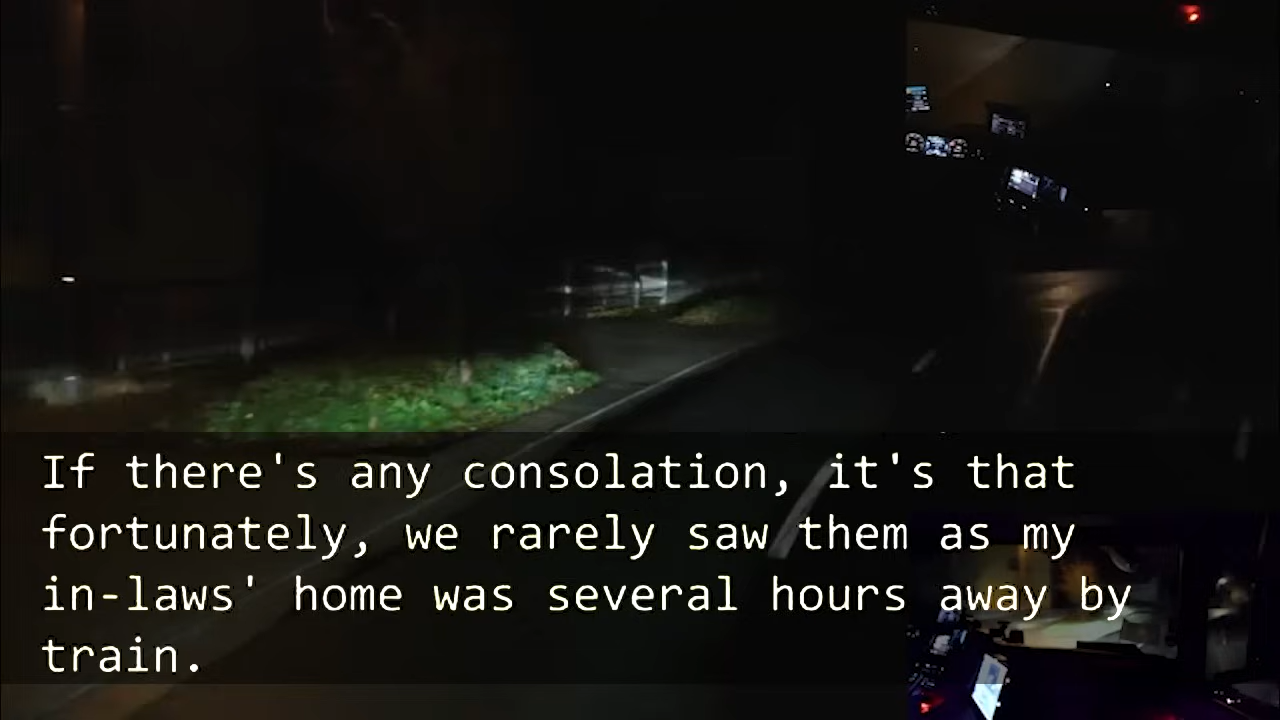 If there's any consolation, it's that
fortunately, we rarely saw them as my
in-laws' home was several hours away by
train.